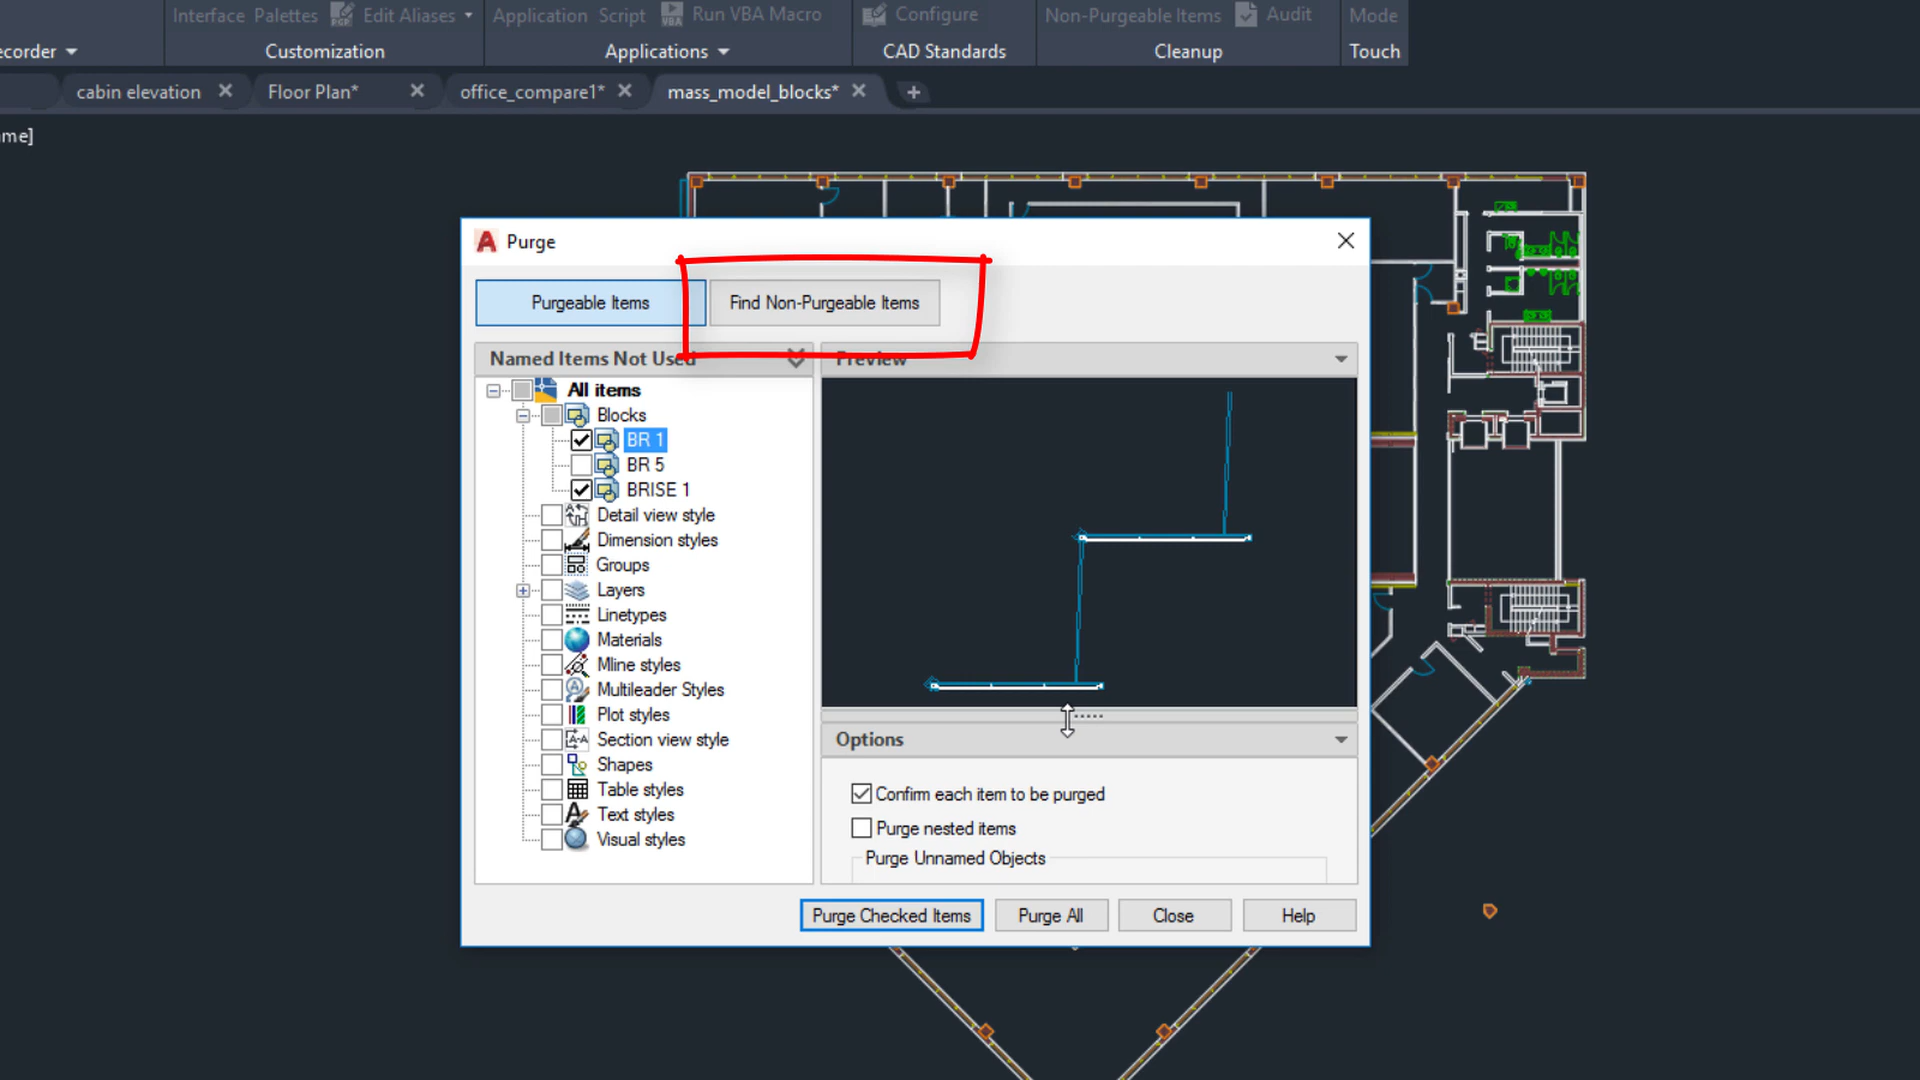 Interface Palettes Edit Aliases Application Script Run VBA Macro Configure Non-Purgeable Items Audit Mode
ecorder Customization Applications CAD Standards Cleanup Touch
cabin elevation Floor Plan* office_compare1* mass_model_blocks*
ame]
Purge
Purgeable Items Find Non-Purgeable Items
Named Items Not Used Preview
All items
Blocks
BR 1
BR 5
BRISE 1
Detail view style
Dimension styles
Groups
Layers
Linetypes
Materials
Mline styles
Multileader Styles
Plot styles
Section view style
Shapes
Table styles
Text styles
Visual styles
Options
Confirm each item to be purged
Purge nested items
Purge Unnamed Objects
Purge Checked Items Purge All Close Help